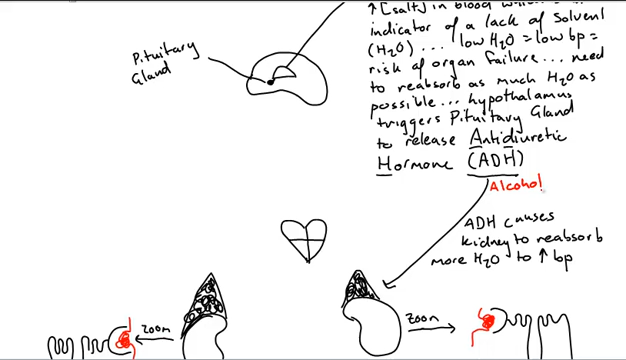 ↑[salt] in blood which
indicator of a lack of Solvent
(H₂O)... low H₂O = low bp =
risk of organ failure... need
to reabsorb as much H₂O as
possible... hypothalamus
triggers Pituitary Gland
to release Antidiuretic
Hormone (ADH)
Pituitary
Gland
Alcohol
ADH causes
kidney to reabsorb
more H₂O to ↑ bp
Zoom
Zoom